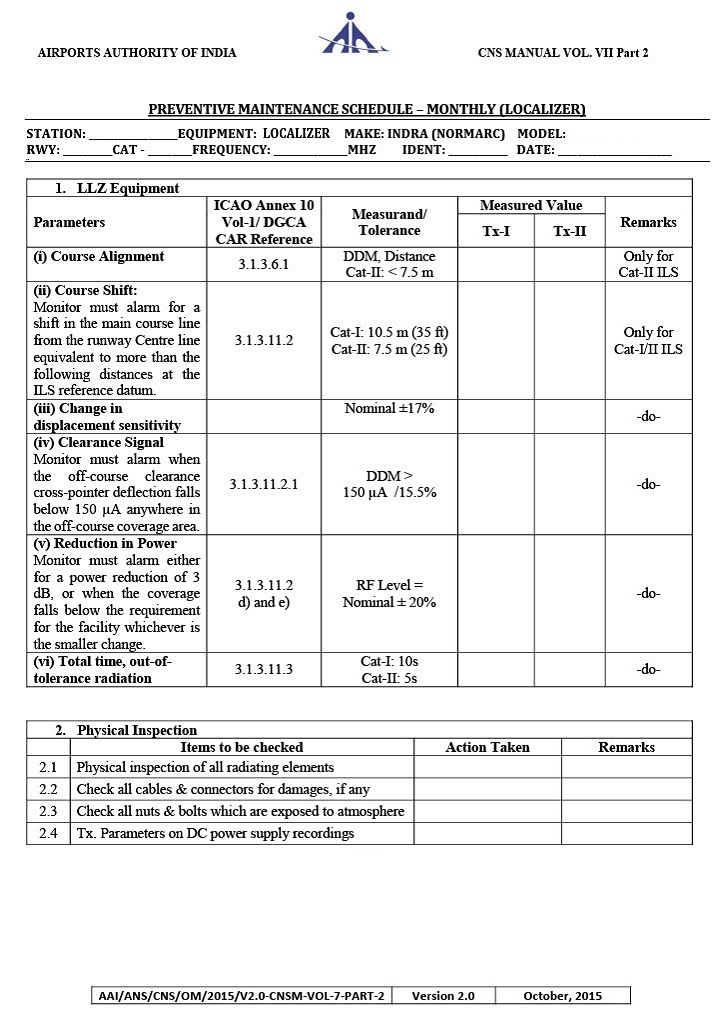 AIRPORTS AUTHORITY OF INDIA
CNS MANUAL VOL. VII Part 2
PREVENTIVE MAINTENANCE SCHEDULE – MONTHLY (LOCALIZER)
STATION: ______________EQUIPMENT: LOCALIZER MAKE: INDRA (NORMARC) MODEL:
RWY: ________CAT - _______FREQUENCY: ____________MHZ IDENT: __________ DATE: ___________________
1. LLZ Equipment
Parameters
ICAO Annex 10
Vol-1/ DGCA
CAR Reference
Measurand/
Tolerance
Measured Value
Tx-I
Tx-II
Remarks
(i) Course Alignment
3.1.3.6.1
DDM, Distance
Cat-II: < 7.5 m
Only for
Cat-II ILS
(ii) Course Shift:
Monitor must alarm for a
shift in the main course line
from the runway Centre line
equivalent to more than the
following distances at the
ILS reference datum.
3.1.3.11.2
Cat-I: 10.5 m (35 ft)
Cat-II: 7.5 m (25 ft)
Only for
Cat-I/II ILS
(iii) Change in
displacement sensitivity
Nominal ±17%
-do-
(iv) Clearance Signal
Monitor must alarm when
the off-course clearance
cross-pointer deflection falls
below 150 µA anywhere in
the off-course coverage area.
3.1.3.11.2.1
DDM >
150 µA /15.5%
-do-
(v) Reduction in Power
Monitor must alarm either
for a power reduction of 3
dB, or when the coverage
falls below the requirement
for the facility whichever is
the smaller change.
3.1.3.11.2
d) and e)
RF Level =
Nominal ± 20%
-do-
(vi) Total time, out-of-
tolerance radiation
3.1.3.11.3
Cat-I: 10s
Cat-II: 5s
-do-
2. Physical Inspection
Items to be checked
Action Taken
Remarks
2.1 Physical inspection of all radiating elements
2.2 Check all cables & connectors for damages, if any
2.3 Check all nuts & bolts which are exposed to atmosphere
2.4 Tx. Parameters on DC power supply recordings
AAI/ANS/CNS/OM/2015/V2.0-CNSM-VOL-7-PART-2 Version 2.0 October, 2015